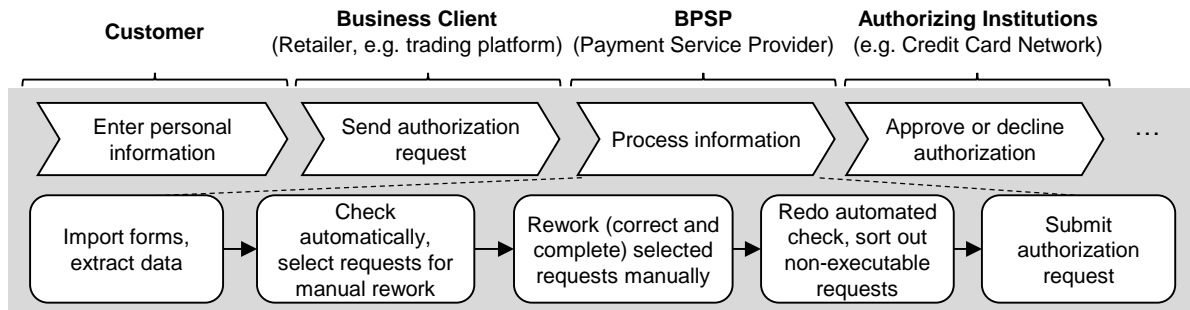 Customer
Business Client
(Retailer, e.g. trading platform)
BPSP
(Payment Service Provider)
Authorizing Institutions
(e.g. Credit Card Network)
Enter personal
information
Send authorization
request
Process information
Approve or decline
authorization
...
Import forms,
extract data
Check
automatically,
select requests for
manual rework
Rework (correct and
complete) selected
requests manually
Redo automated
check, sort out
non-executable
requests
Submit
authorization
request